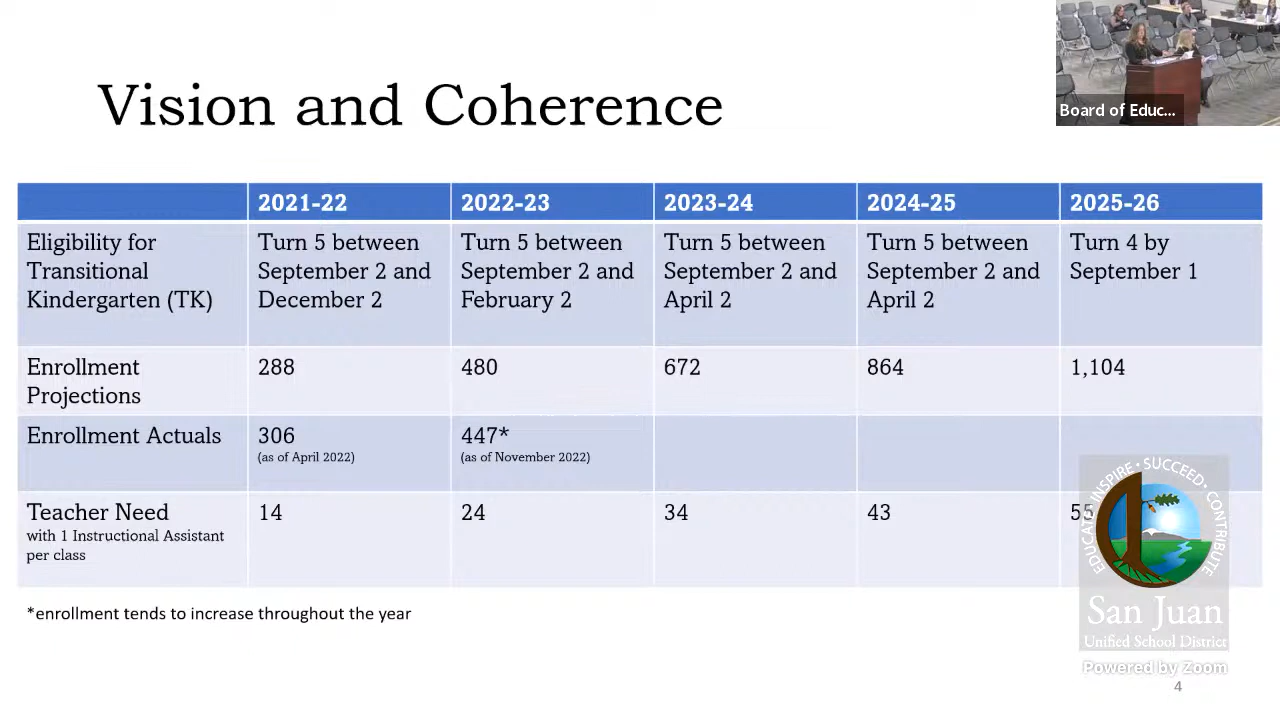 Vision and Coherence
Board of Educ...
2021-22 2022-23 2023-24 2024-25 2025-26
Eligibility for Transitional Kindergarten (TK)
Turn 5 between September 2 and December 2
Turn 5 between September 2 and February 2
Turn 5 between September 2 and April 2
Turn 5 between September 2 and April 2
Turn 4 by September 1
Enrollment Projections
288 480 672 864 1,104
Enrollment Actuals
306 (as of April 2022)
447* (as of November 2022)
Teacher Need
with 1 Instructional Assistant per class
14 24 34 43 55
*enrollment tends to increase throughout the year
EDUCATE • INSPIRE • SUCCEED • CONTRIBUTE
San Juan
Unified School District
Powered by Zoom
4